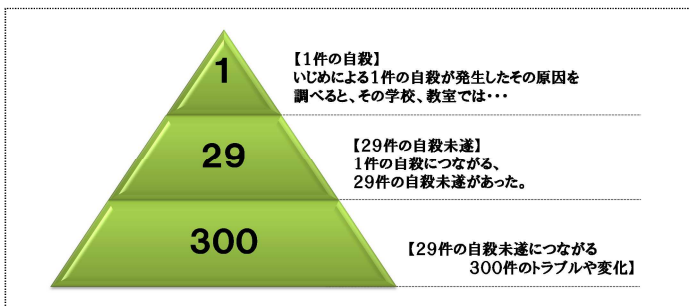 1
【1件の自殺】
いじめによる1件の自殺が発生したその原因を
調べると、その学校、教室では・・・
29
【29件の自殺未遂】
1件の自殺につながる、
29件の自殺未遂があった。
300
【29件の自殺未遂につながる
300件のトラブルや変化】